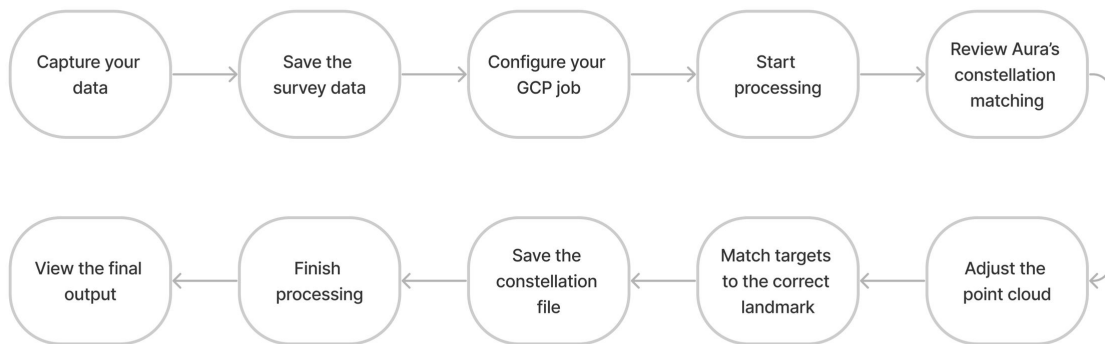 Capture your
data
Save the
survey data
Configure your
GCP job
Start
processing
Review Aura’s
constellation
matching
Adjust the
point cloud
Match targets
to the correct
landmark
Save the
constellation
file
Finish
processing
View the final
output